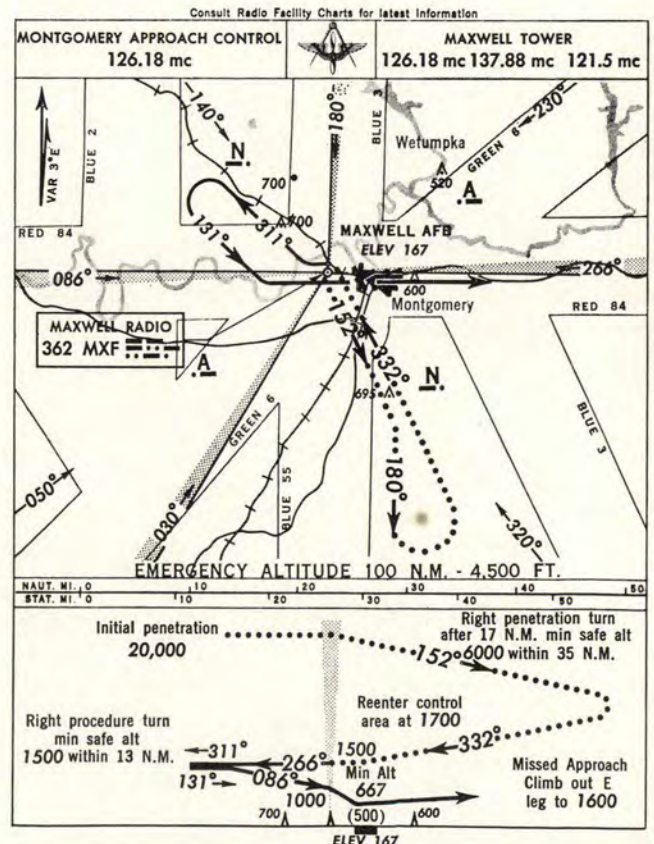 Consult Radio Facility Charts for latest Information
MONTGOMERY APPROACH CONTROL
126.18 mc
MAXWELL TOWER
126.18 mc 137.88 mc 121.5 mc
VAR 3°E
BLUE 2
140°
N
180°
BLUE 3
230°
GREEN 6
Wetumpka
520
A
700
700
RED 84
131°
311°
MAXWELL AFB
ELEV 167
086°
266°
600
Montgomery
RED 84
MAXWELL RADIO
362 MXF
A
152°
332°
N
695
GREEN 6
BLUE 3
050°
030°
BLUE 55
180°
320°
EMERGENCY ALTITUDE 100 N.M. - 4,500 FT.
NAUT. MI. 0 10 20 30 40 50
STAT. MI. 0 10 20 30 40 50
Initial penetration
20,000
Right penetration turn
after 17 N.M. min safe alt
6000 within 35 N.M.
152°
Reenter control
area at 1700
332°
Right procedure turn
min safe alt
1500 within 13 N.M.
311°
266°
1500
131°
086°
Min Alt
667
1000
(500)
Missed Approach
Climb out E
leg to 1600
700
600
ELEV 167